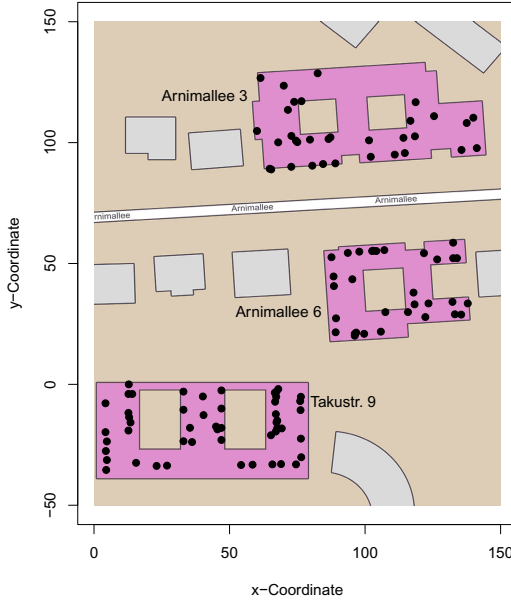 150
Arnimallee 3
100
Arnimallee
Arnimallee
rnimallee
50
Arnimallee 6
y−Coordinate
0
Takustr. 9
−50
0
50
100
150
x−Coordinate